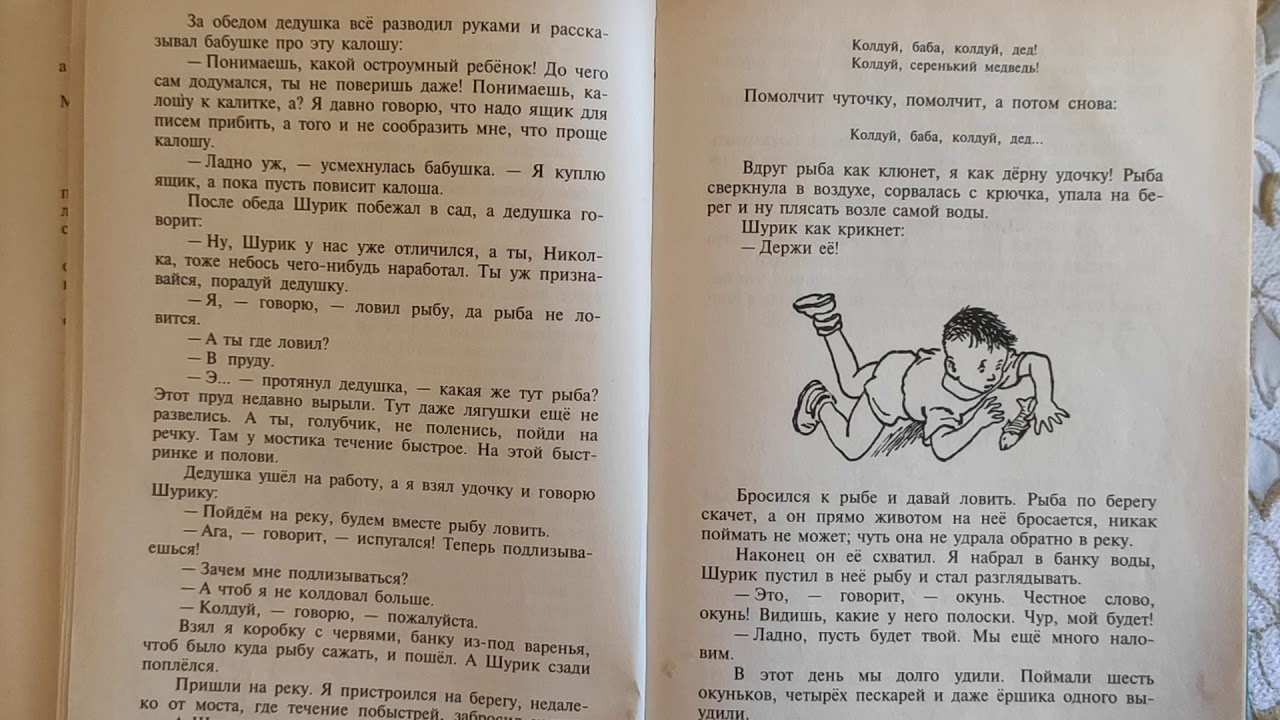 За обедом дедушка всё разводил руками и расска-
зывал бабушке про эту калошу:
— Понимаешь, какой остроумный ребёнок! До чего
сам додумался, ты не поверишь даже! Понимаешь, ка-
лошу к калитке, а? Я давно говорю, что надо ящик для
писем прибить, а того и не сообразить мне, что проще
калошу.
— Ладно уж, — усмехнулась бабушка. — Я куплю
ящик, а пока пусть повисит калоша.
После обеда Шурик побежал в сад, а дедушка го-
ворит:
— Ну, Шурик у нас уже отличился, а ты, Никол-
ка, тоже небось чего-нибудь наработал. Ты уж призна-
вайся, порадуй дедушку.
— Я, — говорю, — ловил рыбу, да рыба не ло-
вится.
— А ты где ловил?
— В пруду.
— Э... — протянул дедушка, — какая же тут рыба?
Этот пруд недавно вырыли. Тут даже лягушки ещё не
развелись. А ты, голубчик, не поленись, пойди на
речку. Там у мостика течение быстрое. На этой быст-
ринке и полови.
Дедушка ушёл на работу, а я взял удочку и говорю
Шурику:
— Пойдём на реку, будем вместе рыбу ловить.
— Ага, — говорит, — испугался! Теперь подлизыва-
ешься!
— Зачем мне подлизываться?
— А чтоб я не колдовал больше.
— Колдуй, — говорю, — пожалуйста.
Взял я коробку с червями, банку из-под варенья,
чтоб было куда рыбу сажать, и пошёл. А Шурик сзади
поплёлся.
Пришли на реку. Я пристроился на берегу, недале-
ко от моста, где течение побыстрей, забросил
Колдуй, баба, колдуй, дед!
Колдуй, серенький медведь!
Помолчит чуточку, помолчит, а потом снова:
Колдуй, баба, колдуй, дед...
Вдруг рыба как клюнет, я как дёрну удочку! Рыба
сверкнула в воздухе, сорвалась с крючка, упала на бе-
рег и ну плясать возле самой воды.
Шурик как крикнет:
— Держи её!
Бросился к рыбе и давай ловить. Рыба по берегу
скачет, а он прямо животом на неё бросается, никак
поймать не может; чуть она не удрала обратно в реку.
Наконец он её схватил. Я набрал в банку воды,
Шурик пустил в неё рыбу и стал разглядывать.
— Это, — говорит, — окунь. Честное слово,
окунь! Видишь, какие у него полоски. Чур, мой будет!
— Ладно, пусть будет твой. Мы ещё много нало-
вим.
В этот день мы долго удили. Поймали шесть
окуньков, четырёх пескарей и даже ёршика одного вы-
удили.